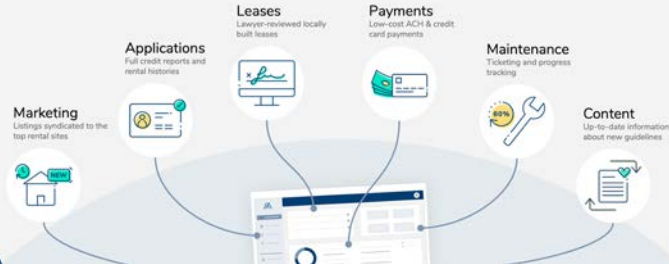 Leases
Lawyer-reviewed locally
built leases
Payments
Low-cost ACH & credit
card payments
Applications
Full credit reports and
rental histories
Maintenance
Ticketing and progress
tracking
Marketing
Listings syndicated to the
top rental sites
Content
Up-to-date information
about new guidelines
NEW
60%